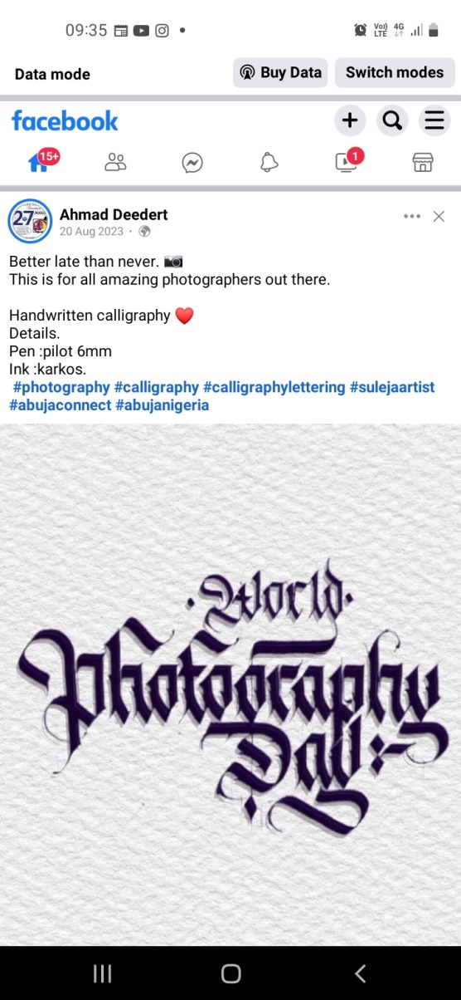 09:35
Vo)) LTE 4G
Data mode
Buy Data
Switch modes
facebook
15+
1
27
Ahmad Deedert
20 Aug 2023 ·
Better late than never. 📷
This is for all amazing photographers out there.
Handwritten calligraphy ❤️
Details.
Pen :pilot 6mm
Ink :karkos.
#photography #calligraphy #calligraphylettering #sulejaartist
#abujaconnect #abujanigeria
·World·
Photography
Day:-